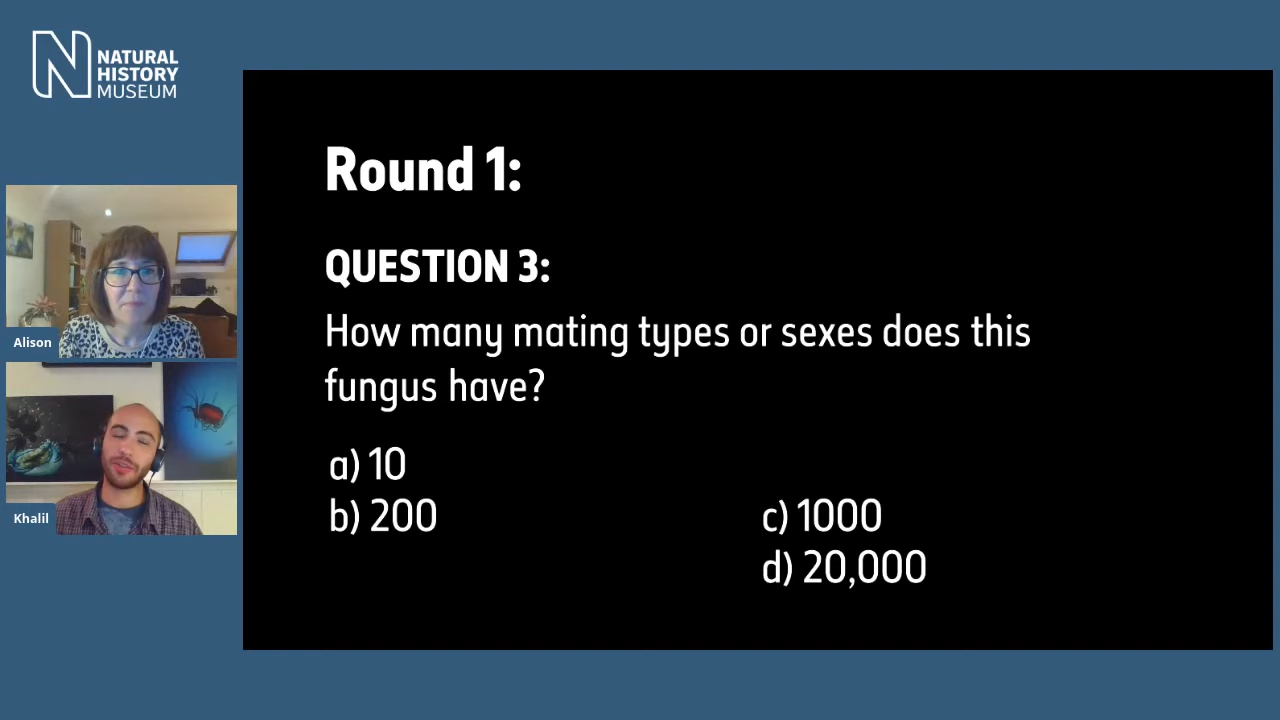 NATURAL
HISTORY
MUSEUM
Round 1:
QUESTION 3:
How many mating types or sexes does this
fungus have?
a) 10
b) 200
c) 1000
d) 20,000
Alison
Khalil